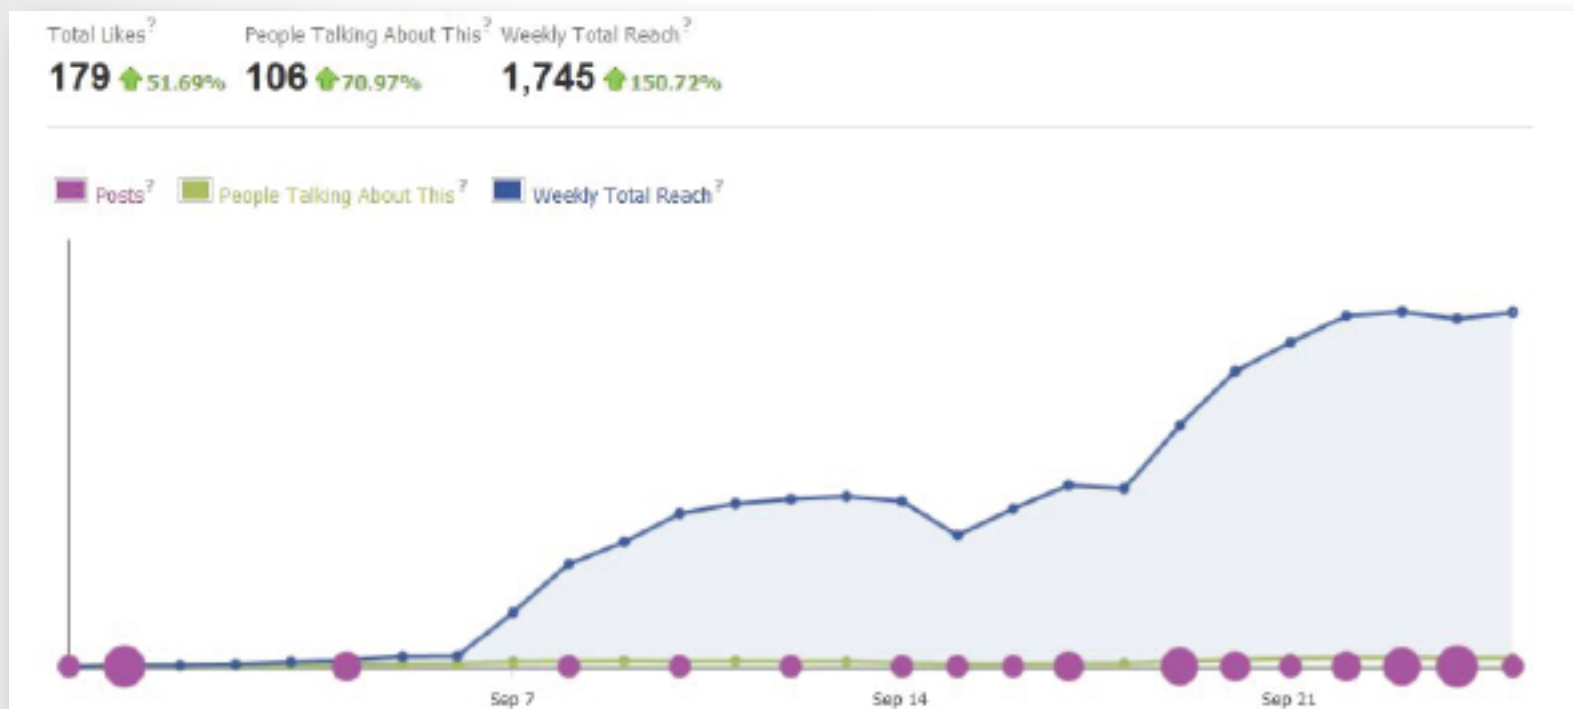 Total Likes? People Talking About This? Weekly Total Reach?
179 51.69% 106 70.97% 1,745 150.72%
Posts? People Talking About This? Weekly Total Reach?
Sep 7 Sep 14 Sep 21